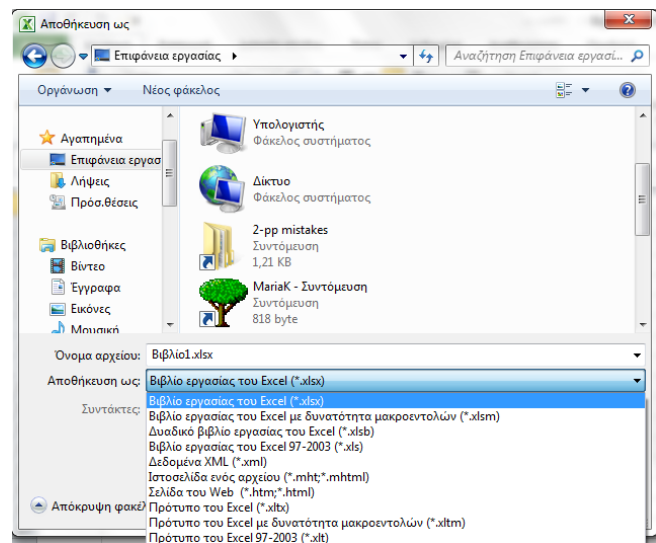 Αποθήκευση ως
Επιφάνεια εργασίας
Αναζήτηση Επιφάνεια εργασί...
Οργάνωση
Νέος φάκελος
Αγαπημένα
Επιφάνεια εργασ
Λήψεις
Πρόσ.θέσεις
Βιβλιοθήκες
Βίντεο
Έγγραφα
Εικόνες
Μουσική
Υπολογιστής
Φάκελος συστήματος
Δίκτυο
Φάκελος συστήματος
2-pp mistakes
Συντόμευση
1,21 KB
MariaK - Συντόμευση
Συντόμευση
818 byte
Όνομα αρχείου: Βιβλίο1.xlsx
Αποθήκευση ως: Βιβλίο εργασίας του Excel (*.xlsx)
Συντάκτες:
Βιβλίο εργασίας του Excel (*.xlsx)
Βιβλίο εργασίας του Excel με δυνατότητα μακροεντολών (*.xlsm)
Δυαδικό βιβλίο εργασίας του Excel (*.xlsb)
Βιβλίο εργασίας του Excel 97-2003 (*.xls)
Δεδομένα XML (*.xml)
Ιστοσελίδα ενός αρχείου (*.mht;*.mhtml)
Σελίδα του Web (*.htm;*.html)
Πρότυπο του Excel (*.xltx)
Πρότυπο του Excel με δυνατότητα μακροεντολών (*.xltm)
Πρότυπο του Excel 97-2003 (*.xlt)
Απόκρυψη φακέλ